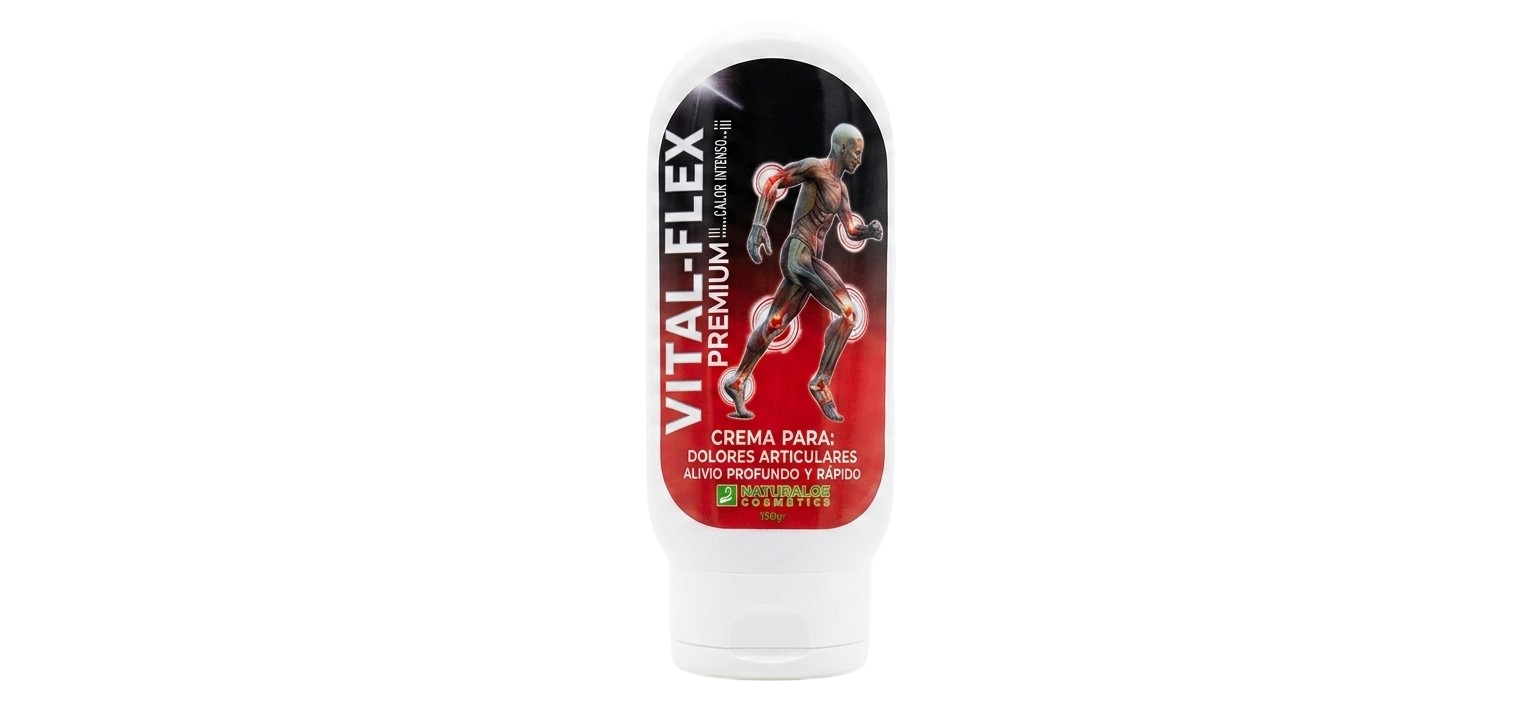 VITAL-FLEX
PREMIUM ¡¡¡......CALOR INTENSO...!!!
CREMA PARA:
DOLORES ARTICULARES
ALIVIO PROFUNDO Y RÁPIDO
NATURALOE
COSMETICS
150gr